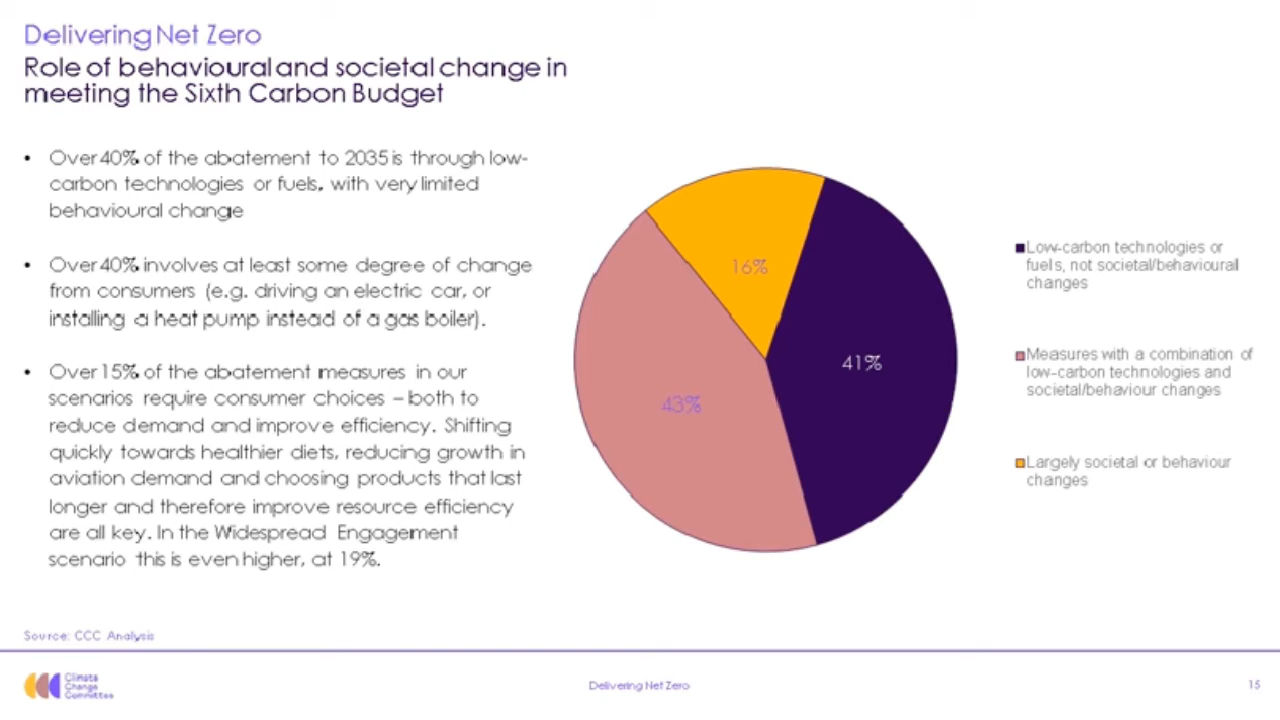 Delivering Net Zero
Role of behavioural and societal change in
meeting the Sixth Carbon Budget
• Over 40% of the abatement to 2035 is through low-
carbon technologies or fuels, with very limited
behavioural change
• Over 40% involves at least some degree of change
from consumers (e.g. driving an electric car, or
installing a heat pump instead of a gas boiler).
• Over 15% of the abatement measures in our
scenarios require consumer choices – both to
reduce demand and improve efficiency. Shifting
quickly towards healthier diets, reducing growth in
aviation demand and choosing products that last
longer and therefore improve resource efficiency
are all key. In the Widespread Engagement
scenario this is even higher, at 19%.
16%
41%
43%
Low-carbon technologies or
fuels, not societal/behavioural
changes
Measures with a combination of
low-carbon technologies and
societal/behaviour changes
Largely societal or behaviour
changes
Source: CCC Analysis
Climate
Change
Committee
Delivering Net Zero
15